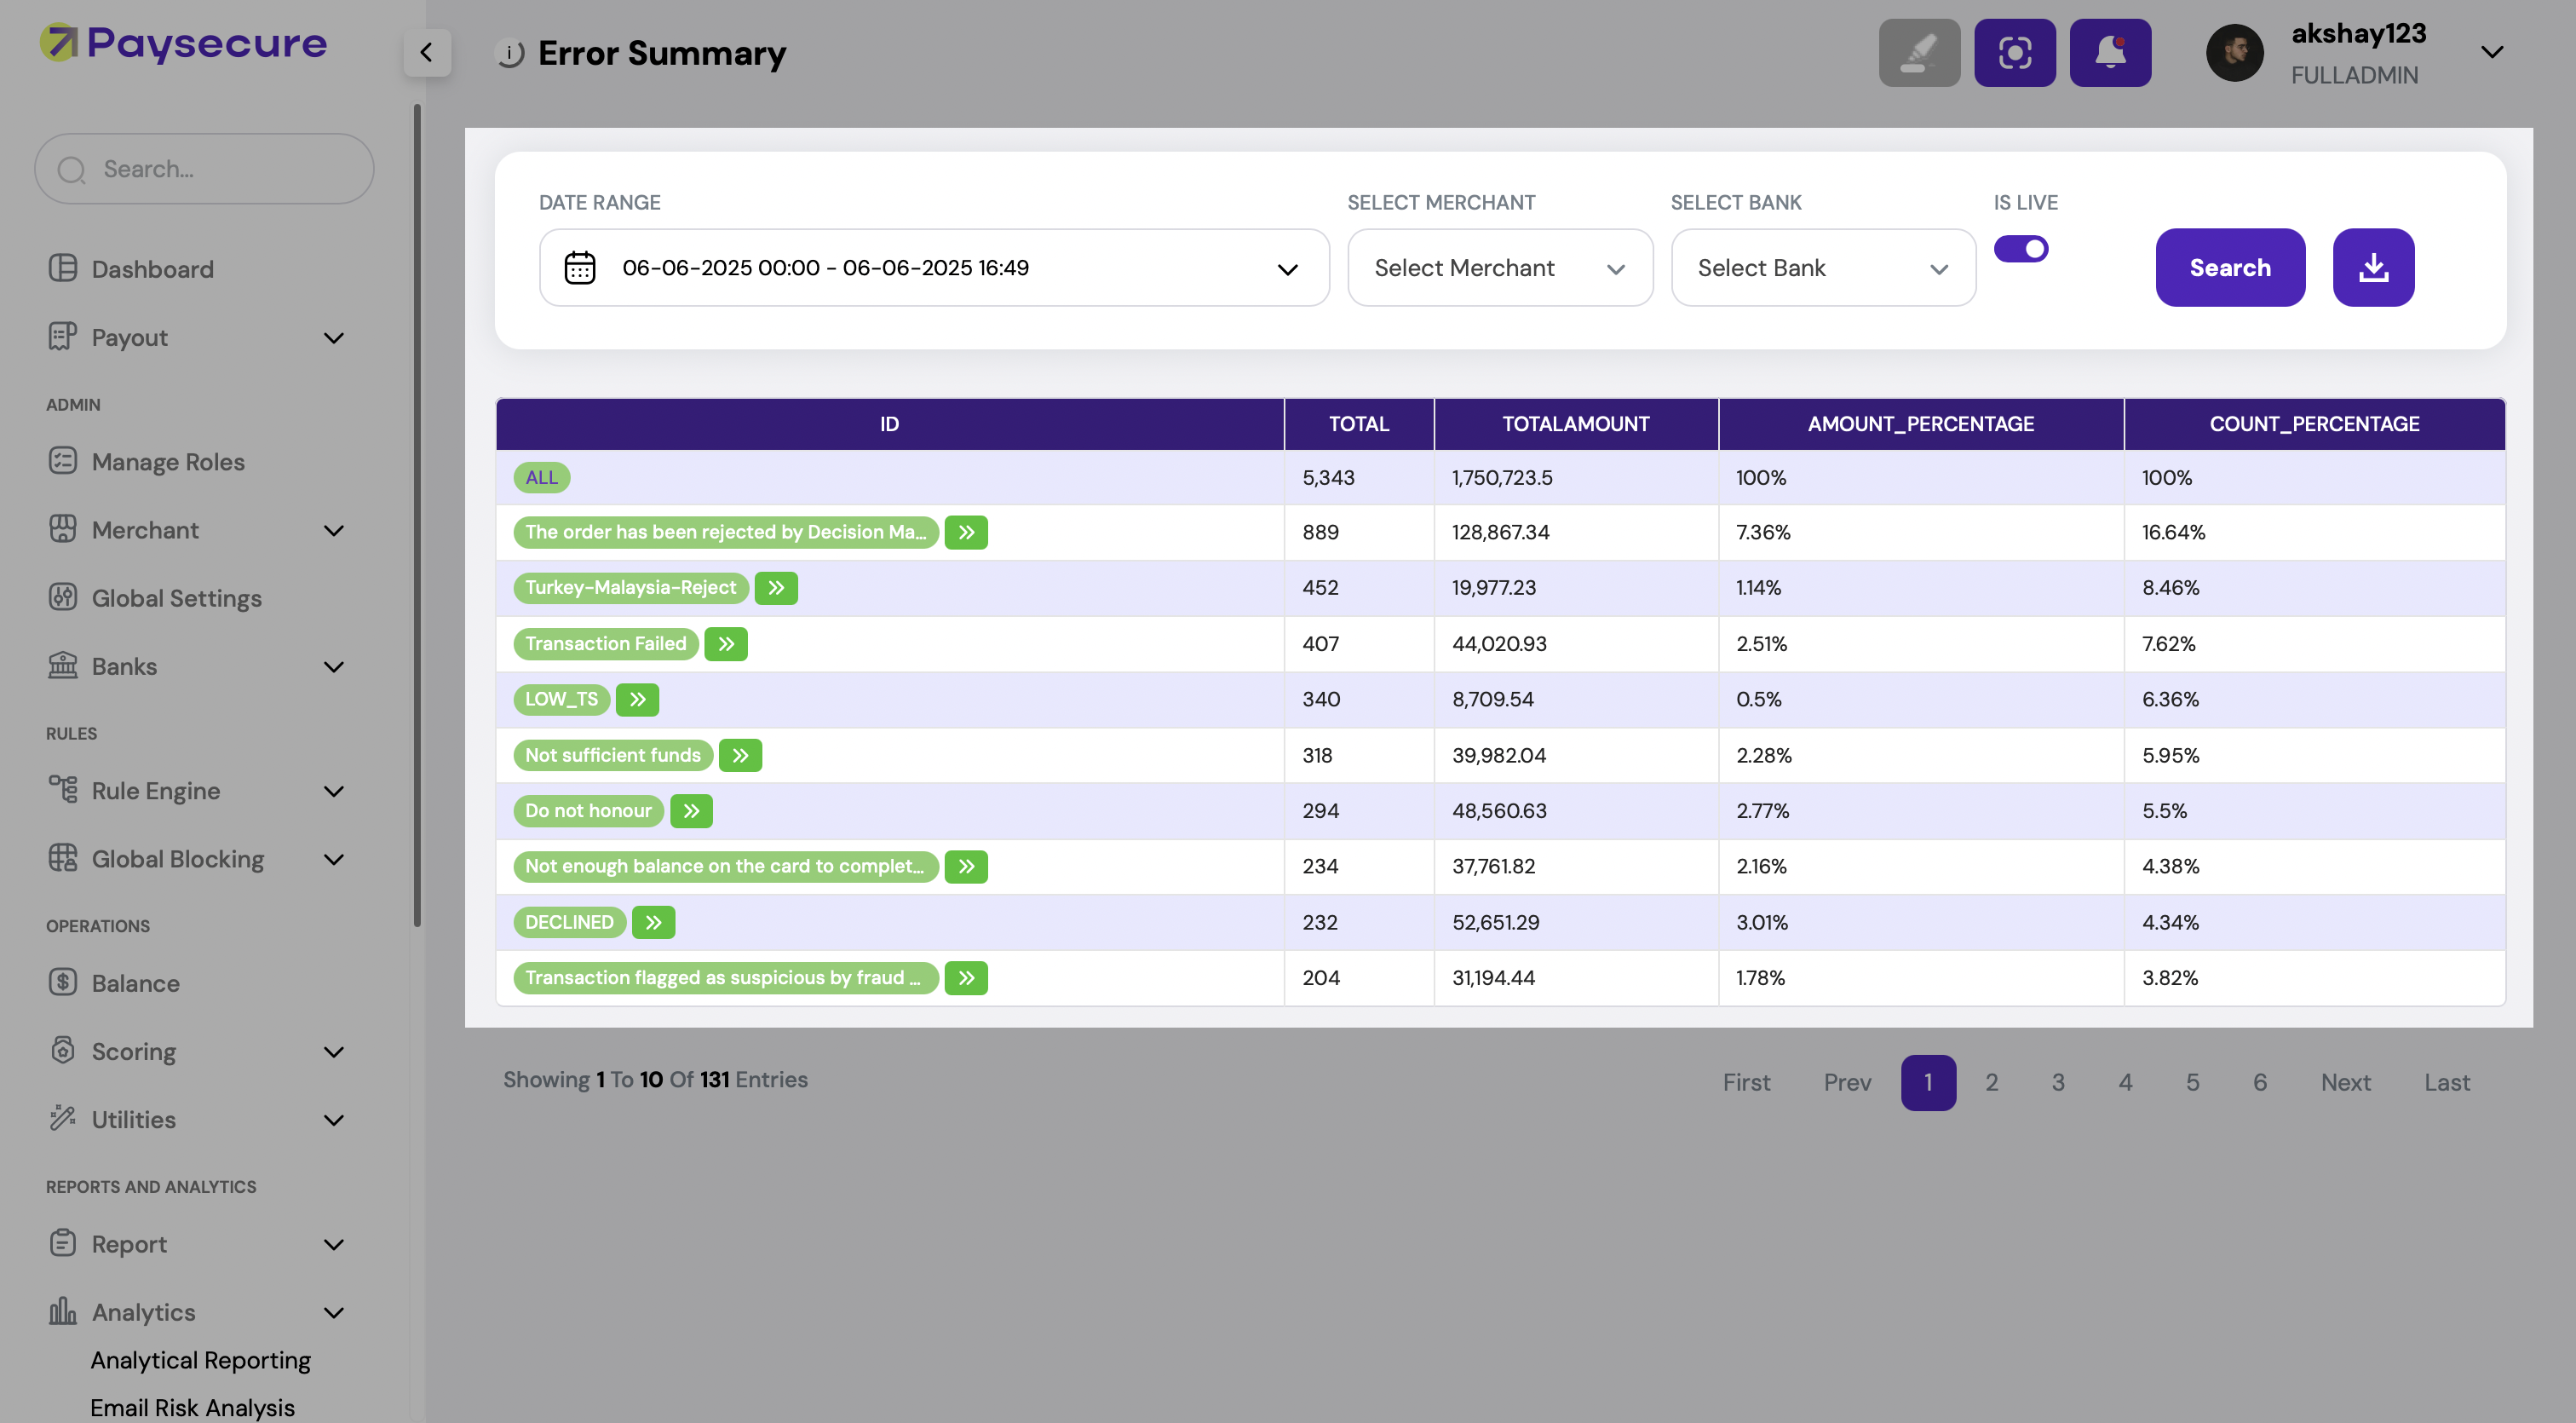 Paysecure
Error Summary
akshay123
FULLADMIN
Search...
Dashboard
Payout
ADMIN
Manage Roles
Merchant
Global Settings
Banks
RULES
Rule Engine
Global Blocking
OPERATIONS
Balance
Scoring
Utilities
REPORTS AND ANALYTICS
Report
Analytics
Analytical Reporting
Email Risk Analysis
DATE RANGE SELECT MERCHANT SELECT BANK IS LIVE
06-06-2025 00:00 - 06-06-2025 16:49 Select Merchant Select Bank Search
ID TOTAL TOTALAMOUNT AMOUNT_PERCENTAGE COUNT_PERCENTAGE
ALL 5,343 1,750,723.5 100% 100%
The order has been rejected by Decision Ma... 889 128,867.34 7.36% 16.64%
Turkey-Malaysia-Reject 452 19,977.23 1.14% 8.46%
Transaction Failed 407 44,020.93 2.51% 7.62%
LOW_TS 340 8,709.54 0.5% 6.36%
Not sufficient funds 318 39,982.04 2.28% 5.95%
Do not honour 294 48,560.63 2.77% 5.5%
Not enough balance on the card to complet... 234 37,761.82 2.16% 4.38%
DECLINED 232 52,651.29 3.01% 4.34%
Transaction flagged as suspicious by fraud ... 204 31,194.44 1.78% 3.82%
Showing 1 To 10 Of 131 Entries
First Prev 1 2 3 4 5 6 Next Last